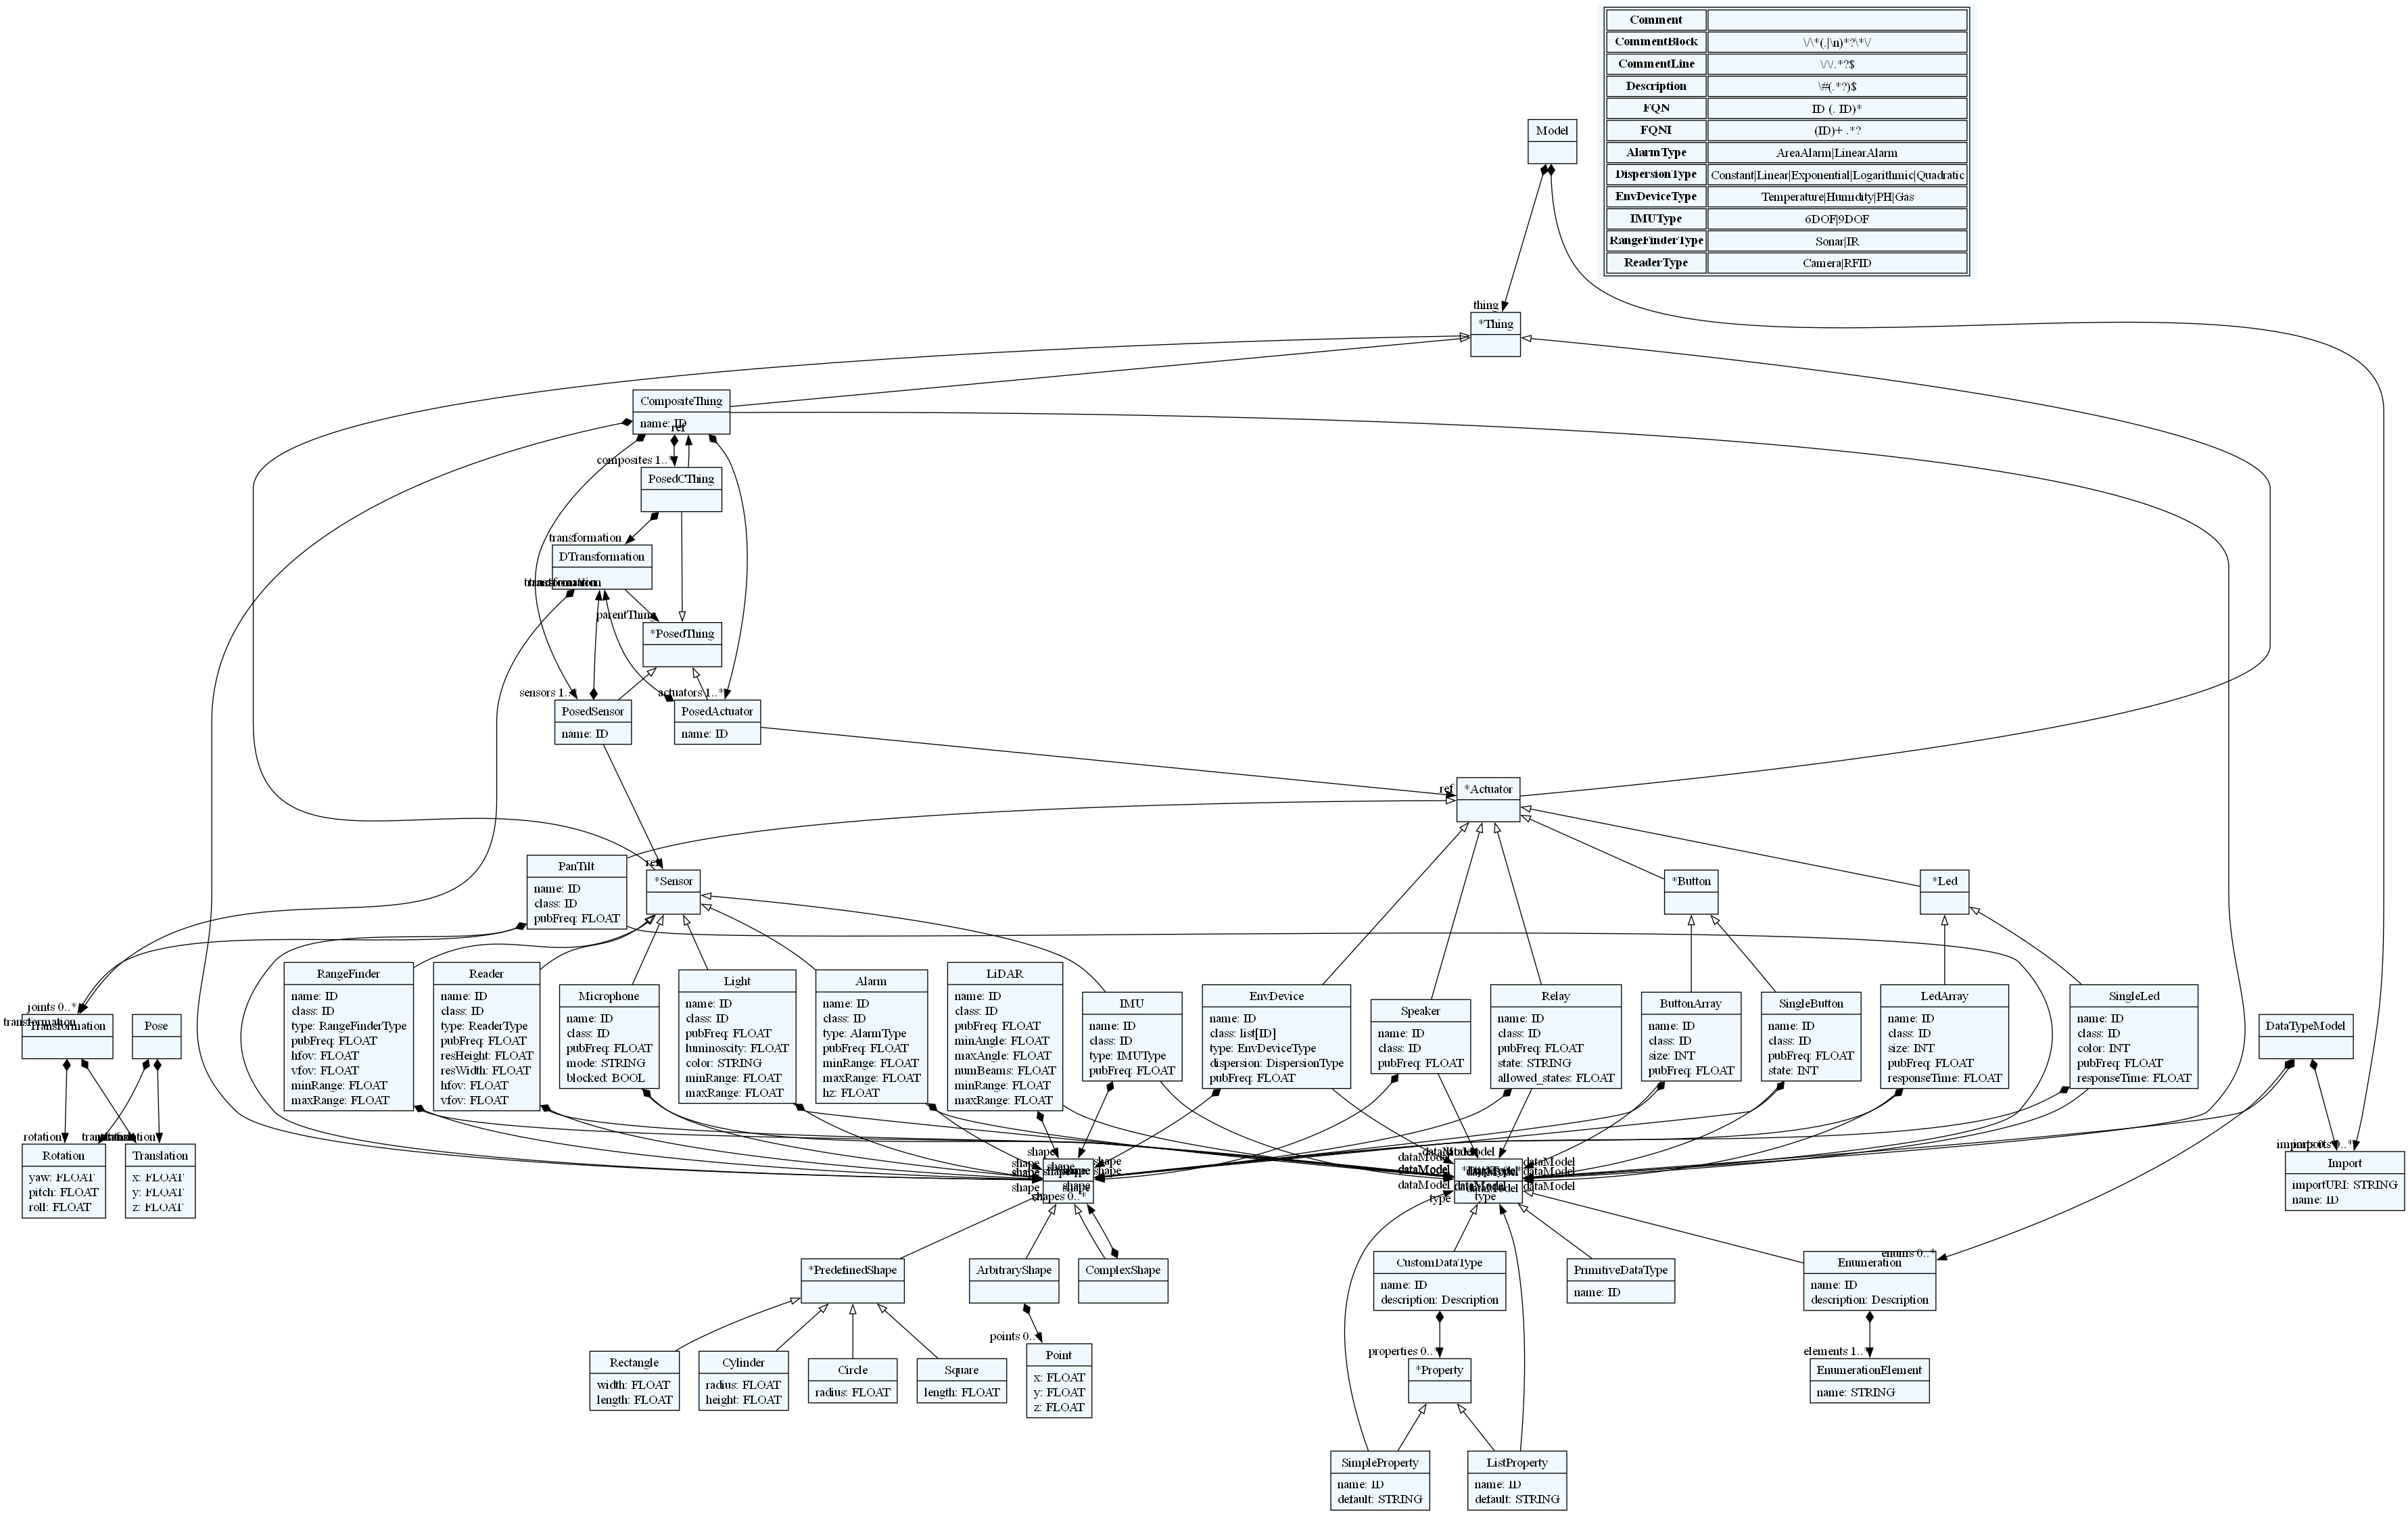 Comment
CommentBlock \/\*(.|\n)*?\*\/
CommentLine \/\/.*?$
Description \#(.*?)$
FQN ID (. ID)*
FQNI (ID)+ .*?
AlarmType AreaAlarm|LinearAlarm
DispersionType Constant|Linear|Exponential|Logarithmic|Quadratic
EnvDeviceType Temperature|Humidity|PH|Gas
IMUType 6DOF|9DOF
RangeFinderType Sonar|IR
ReaderType Camera|RFID
Model
thing
*Thing
CompositeThing
name: ID
ref
composites 1..*
PosedCThing
transformation
DTransformation
transformation
parentThing
*PosedThing
sensors 1..*
actuators 1..*
PosedSensor
name: ID
PosedActuator
name: ID
ref
*Actuator
PanTilt
name: ID
class: ID
pubFreq: FLOAT
ref
*Sensor
*Button
*Led
RangeFinder
name: ID
class: ID
type: RangeFinderType
pubFreq: FLOAT
hfov: FLOAT
vfov: FLOAT
minRange: FLOAT
maxRange: FLOAT
Reader
name: ID
class: ID
type: ReaderType
pubFreq: FLOAT
resHeight: FLOAT
resWidth: FLOAT
hfov: FLOAT
vfov: FLOAT
Microphone
name: ID
class: ID
pubFreq: FLOAT
mode: STRING
blocked: BOOL
Light
name: ID
class: ID
pubFreq: FLOAT
luminoscity: FLOAT
color: STRING
minRange: FLOAT
maxRange: FLOAT
Alarm
name: ID
class: ID
type: AlarmType
pubFreq: FLOAT
minRange: FLOAT
maxRange: FLOAT
hz: FLOAT
LiDAR
name: ID
class: ID
pubFreq: FLOAT
minAngle: FLOAT
maxAngle: FLOAT
numBeams: FLOAT
minRange: FLOAT
maxRange: FLOAT
IMU
name: ID
class: ID
type: IMUType
pubFreq: FLOAT
EnvDevice
name: ID
class: list[ID]
type: EnvDeviceType
dispersion: DispersionType
pubFreq: FLOAT
Speaker
name: ID
class: ID
pubFreq: FLOAT
Relay
name: ID
class: ID
pubFreq: FLOAT
state: STRING
allowed_states: FLOAT
ButtonArray
name: ID
class: ID
size: INT
pubFreq: FLOAT
SingleButton
name: ID
class: ID
pubFreq: FLOAT
state: INT
LedArray
name: ID
class: ID
size: INT
pubFreq: FLOAT
responseTime: FLOAT
SingleLed
name: ID
class: ID
color: INT
pubFreq: FLOAT
responseTime: FLOAT
DataTypeModel
joints 0..*
transformation
Transformation
Pose
rotation
translation
Rotation
yaw: FLOAT
pitch: FLOAT
roll: FLOAT
Translation
x: FLOAT
y: FLOAT
z: FLOAT
shape
shape
shape
shape
shape
shape
shape
shapes 0..*
dataModel
dataModel
dataModel
dataModel
dataModel
dataModel
dataModel
dataModel
type
type
imports 0..*
Import
importURI: STRING
name: ID
*PredefinedShape
ArbitraryShape
ComplexShape
CustomDataType
name: ID
description: Description
PrimitiveDataType
name: ID
enums 0..*
Enumeration
name: ID
description: Description
Rectangle
width: FLOAT
length: FLOAT
Cylinder
radius: FLOAT
height: FLOAT
Circle
radius: FLOAT
Square
length: FLOAT
points 0..*
Point
x: FLOAT
y: FLOAT
z: FLOAT
properties 0..*
*Property
elements 1..*
EnumerationElement
name: STRING
SimpleProperty
name: ID
default: STRING
ListProperty
name: ID
default: STRING